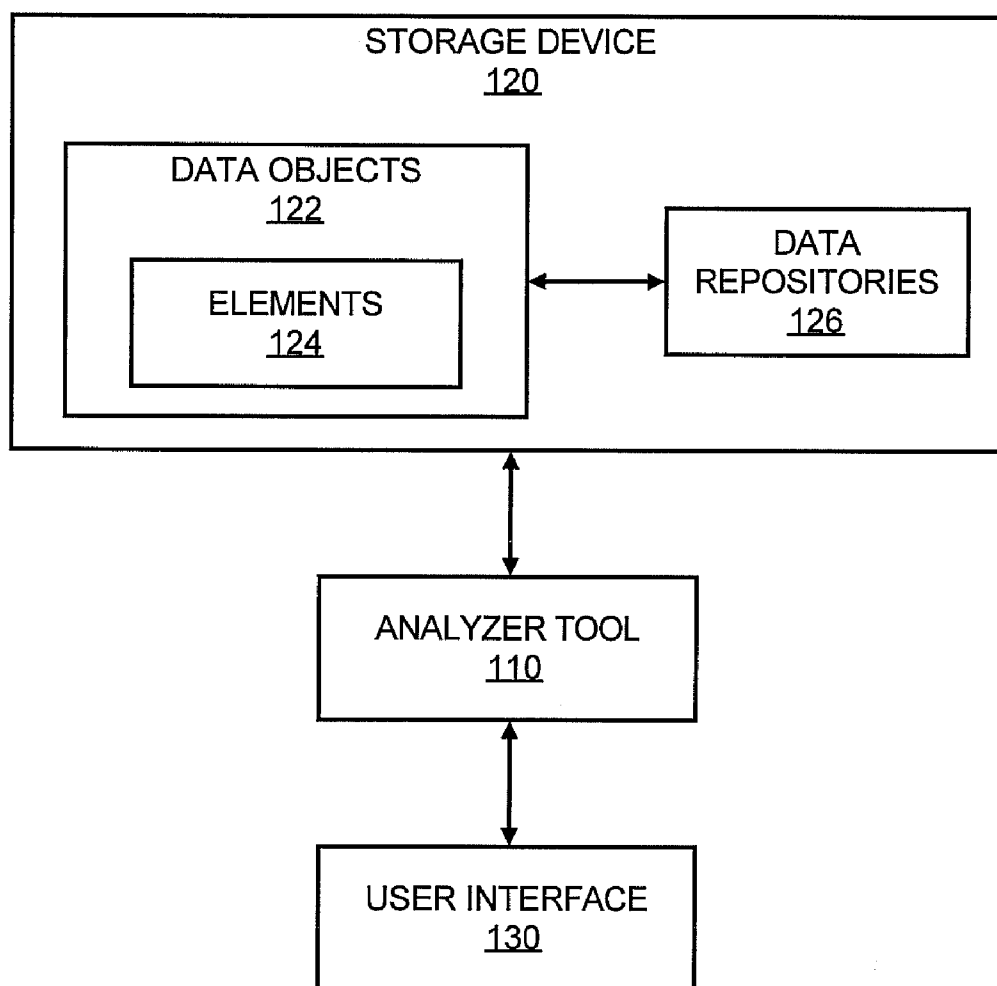 STORAGE DEVICE
120
DATA OBJECTS
122
ELEMENTS
124
DATA
REPOSITORIES
126
ANALYZER TOOL
110
USER INTERFACE
130